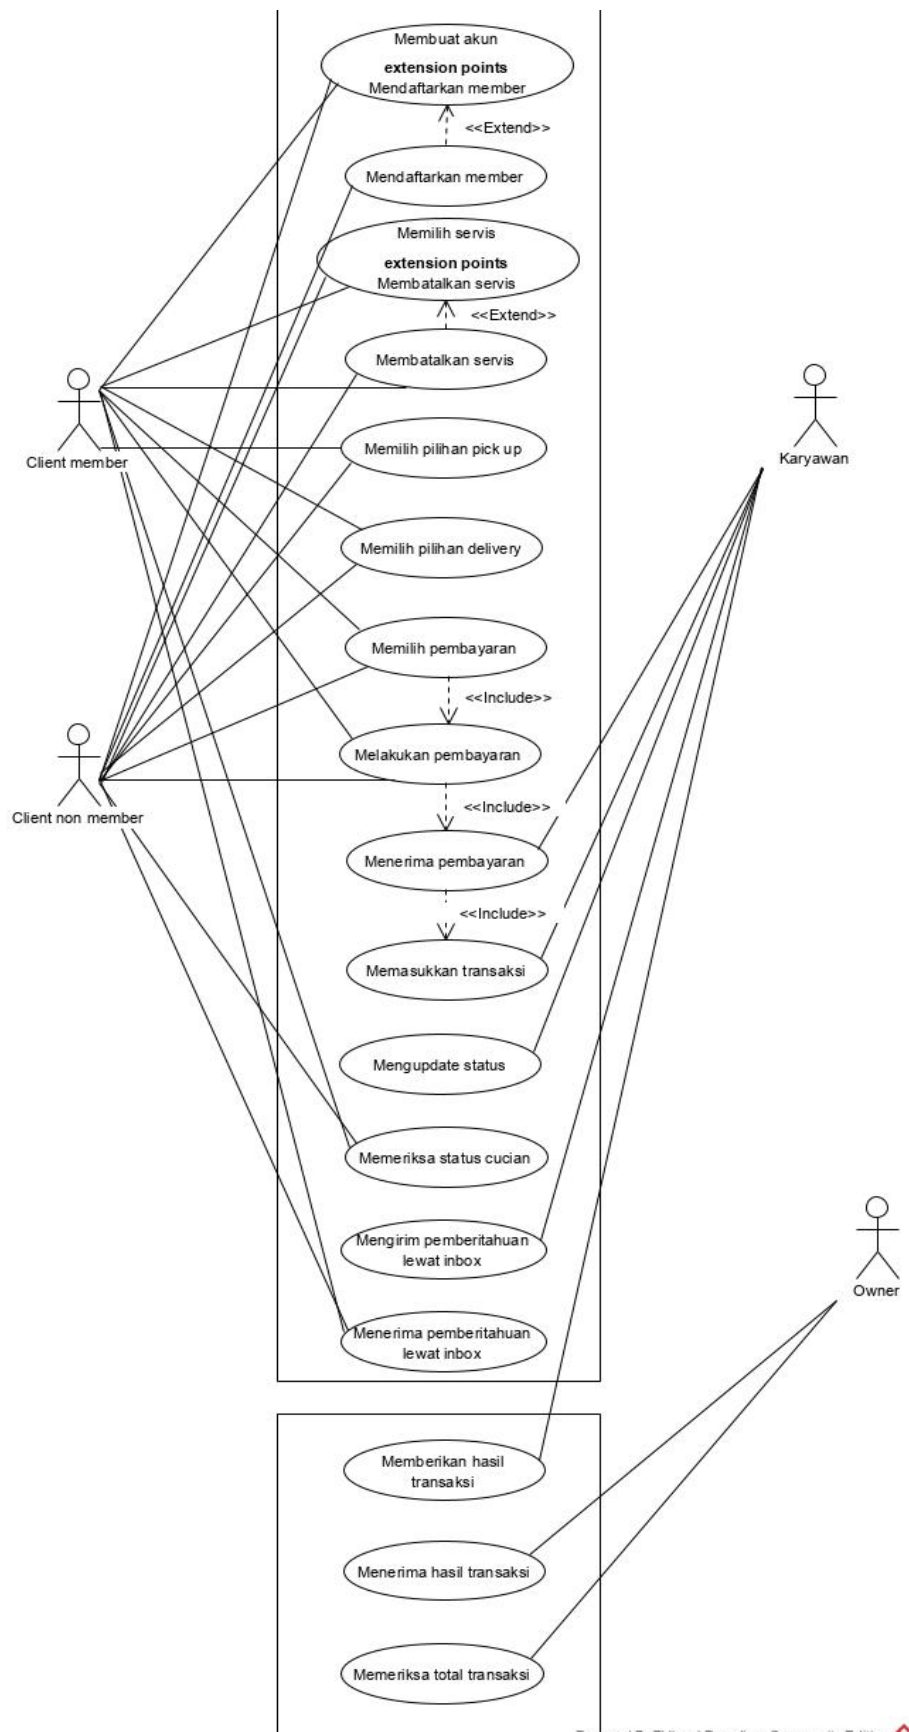 Membuat akun
extension points
Mendaftarkan member
<<Extend>>
Mendaftarkan member
Memilih servis
extension points
Membatalkan servis
<<Extend>>
Membatalkan servis
Client member
Karyawan
Memilih pilihan pick up
Memilih pilihan delivery
Memilih pembayaran
<<Include>>
Melakukan pembayaran
Client non member
<<Include>>
Menerima pembayaran
<<Include>>
Memasukkan transaksi
Mengupdate status
Memeriksa status cucian
Mengirim pemberitahuan
lewat inbox
Owner
Menerima pemberitahuan
lewat inbox
Memberikan hasil
transaksi
Menerima hasil transaksi
Memeriksa total transaksi